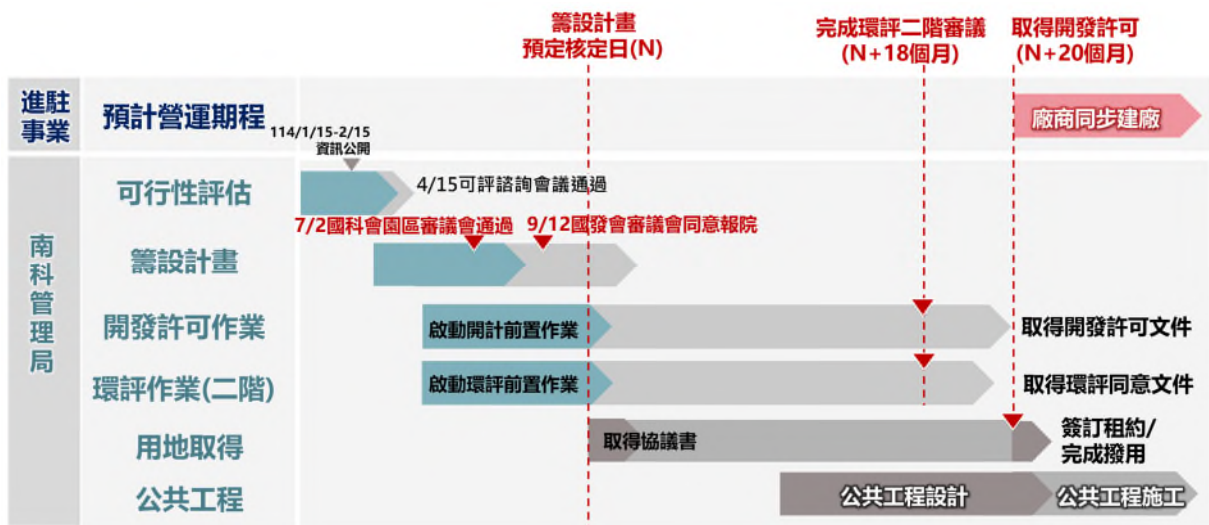 籌設計畫
預定核定日(N)
完成環評二階審議
(N+18個月)
取得開發許可
(N+20個月)
進駐
事業
預計營運期程
廠商同步建廠
114/1/15-2/15
資訊公開
南科管理局
可行性評估
4/15可評諮詢會議通過
7/2國科會園區審議會通過
9/12國發會審議會同意報院
籌設計畫
開發許可作業
啟動開計前置作業
取得開發許可文件
環評作業(二階)
啟動環評前置作業
取得環評同意文件
用地取得
取得協議書
簽訂租約/
完成撥用
公共工程
公共工程設計
公共工程施工